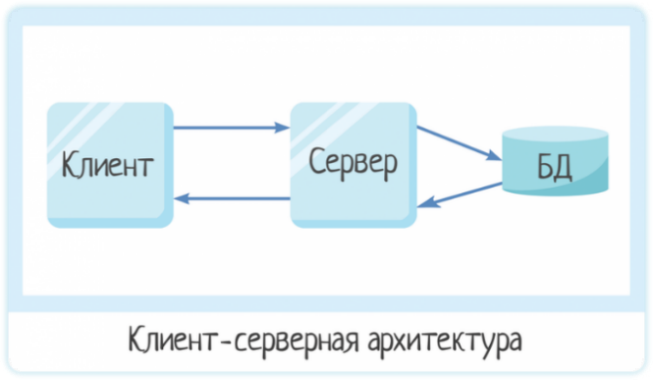 Клиент
Сервер
БД
Клиент-серверная архитектура